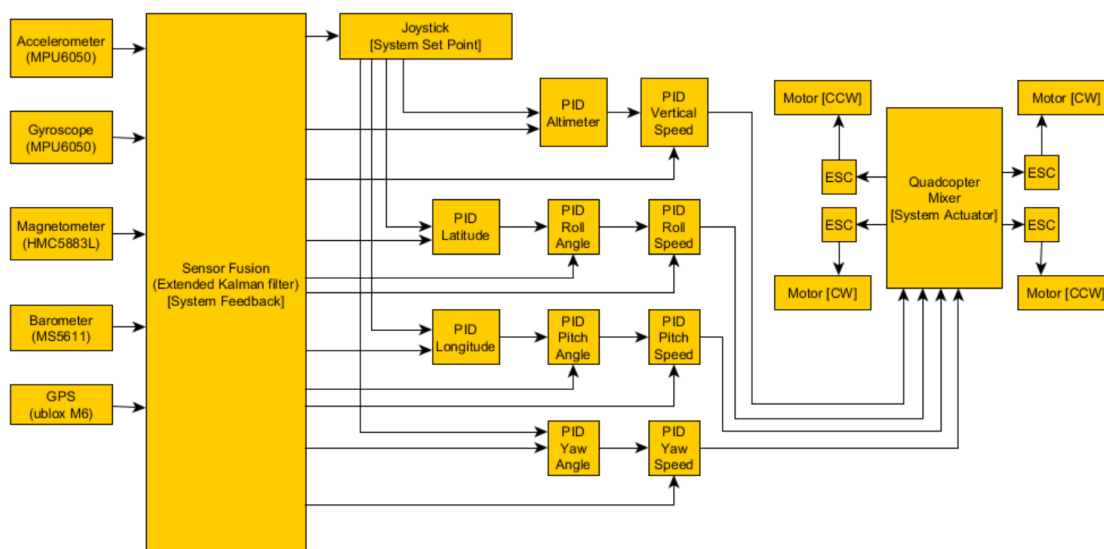 Accelerometer
(MPU6050)
Gyroscope
(MPU6050)
Magnetometer
(HMC5883L)
Barometer
(MS5611)
GPS
(ublox M6)
Sensor Fusion
(Extended Kalman filter)
[System Feedback]
Joystick
[System Set Point]
PID
Altimeter
PID
Vertical
Speed
PID
Latitude
PID
Roll
Angle
PID
Roll
Speed
PID
Longitude
PID
Pitch
Angle
PID
Pitch
Speed
PID
Yaw
Angle
PID
Yaw
Speed
Motor [CCW]
Motor [CW]
ESC
ESC
Quadcopter
Mixer
[System Actuator]
ESC
ESC
Motor [CW]
Motor [CCW]